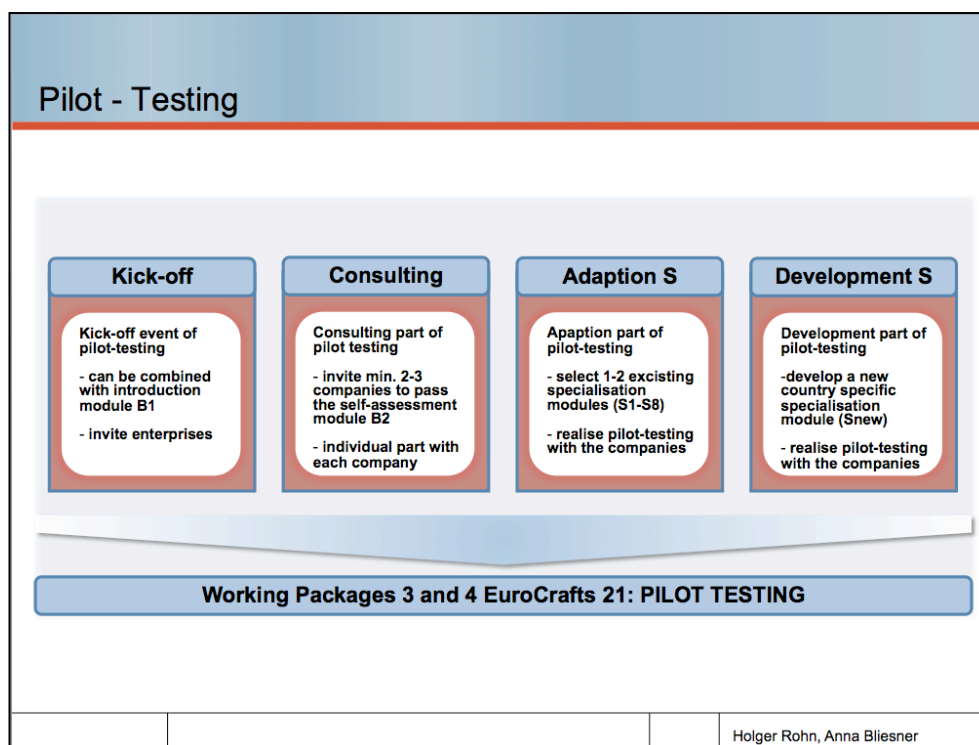 Pilot - Testing
Kick-off
Kick-off event of
pilot-testing
- can be combined
with introduction
module B1
- invite enterprises
Consulting
Consulting part of
pilot testing
- invite min. 2-3
companies to pass
the self-assessment
module B2
- individual part with
each company
Adaption S
Apaption part of
pilot-testing
- select 1-2 excisting
specialisation
modules (S1-S8)
- realise pilot-testing
with the companies
Development S
Development part of
pilot-testing
-develop a new
country specific
specialisation
module (Snew)
- realise pilot-testing
with the companies
Working Packages 3 and 4 EuroCrafts 21: PILOT TESTING
Holger Rohn, Anna Bliesner